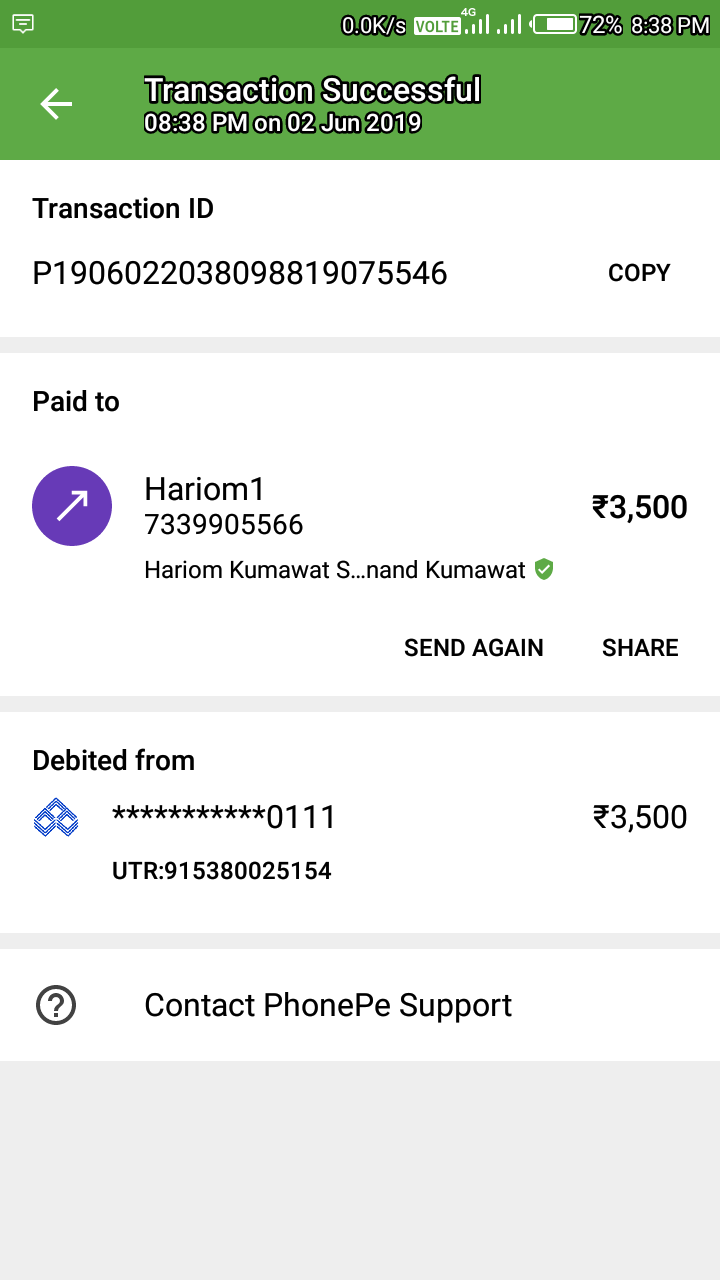 0.0K/s VOLTE 4G 72% 8:38 PM
Transaction Successful
08:38 PM on 02 Jun 2019
Transaction ID
P1906022038098819075546 COPY
Paid to
Hariom1
7339905566
₹3,500
Hariom Kumawat S...nand Kumawat
SEND AGAIN SHARE
Debited from
***********0111 ₹3,500
UTR:915380025154
Contact PhonePe Support